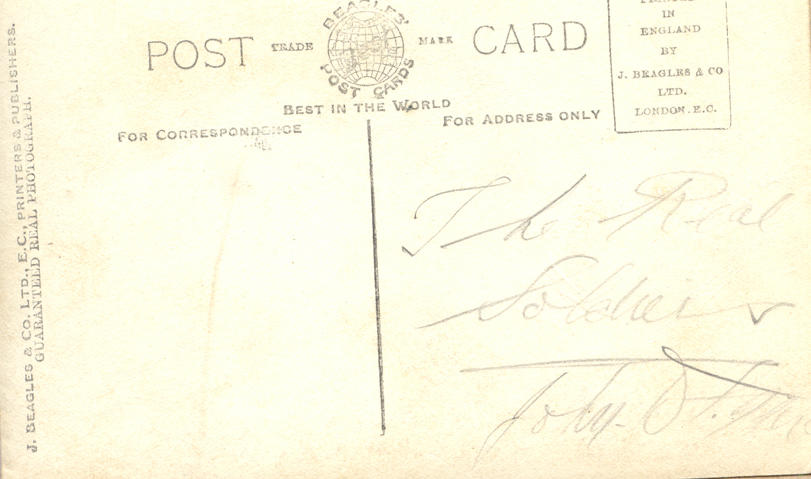 BEAGLES'
POST CARDS
POST TRADE MARK CARD
BEST IN THE WORLD
FOR CORRESPONDENCE
FOR ADDRESS ONLY
IN
ENGLAND
BY
J. BEAGLES & CO
LTD.
LONDON. E.C.
J. BEAGLES & CO. LTD., E.C., PRINTERS & PUBLISHERS.
GUARANTEED REAL PHOTOGRAPH.
The Real
Soldier
John